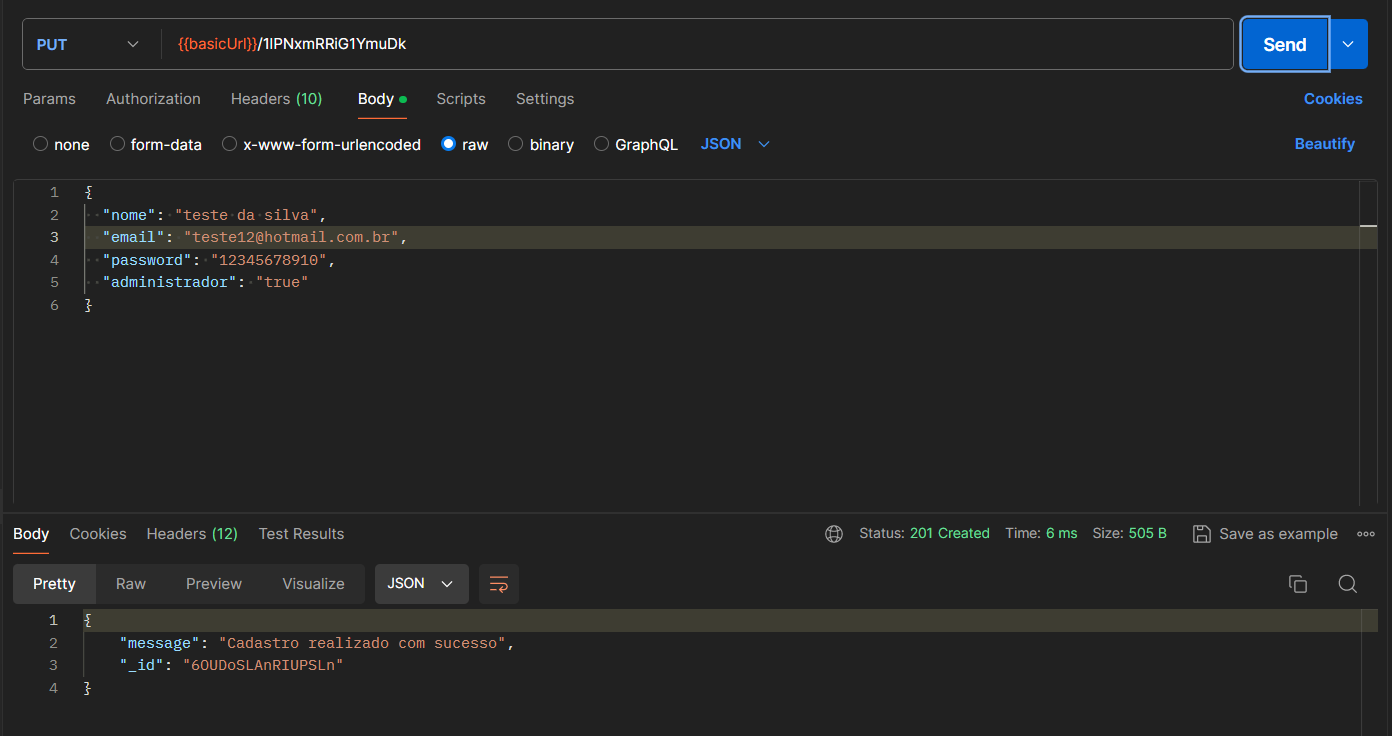 PUT {{basicUrl}}/1lPNxmRRiG1YmuDk Send
Params Authorization Headers (10) Body Scripts Settings Cookies
none form-data x-www-form-urlencoded raw binary GraphQL JSON Beautify
1 {
2 "nome": "teste da silva",
3 "email": "teste12@hotmail.com.br",
4 "password": "12345678910",
5 "administrador": "true"
6 }
Body Cookies Headers (12) Test Results Status: 201 Created Time: 6 ms Size: 505 B Save as example
Pretty Raw Preview Visualize JSON
1 {
2 "message": "Cadastro realizado com sucesso",
3 "_id": "6OUDoSLAnRIUPSLn"
4 }